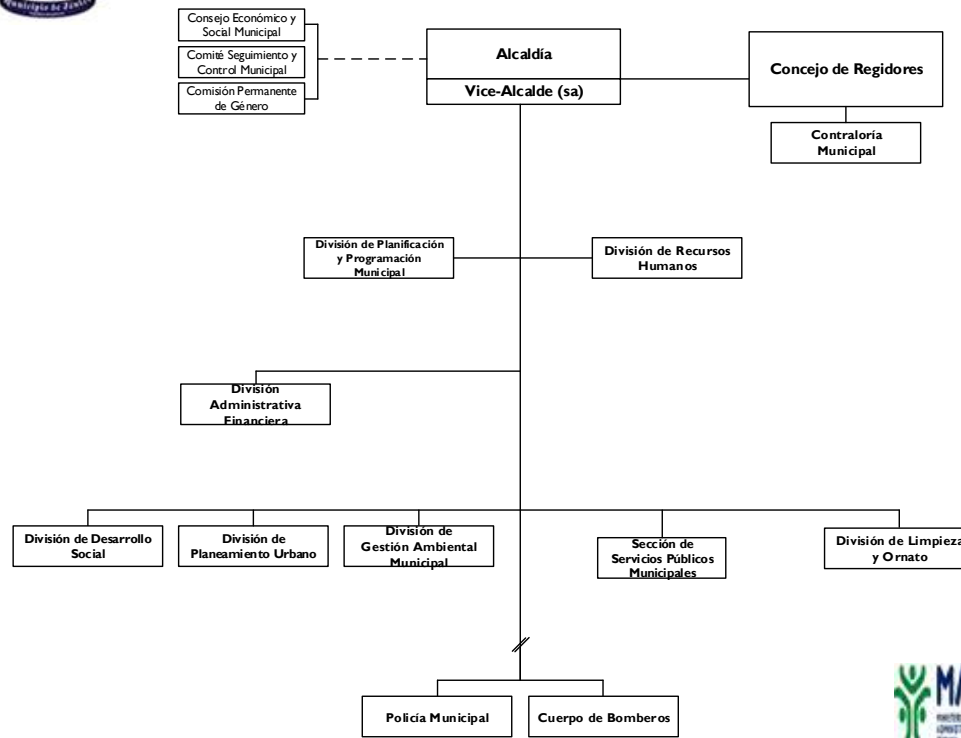 Municipio de
Consejo Económico y
Social Municipal
Comité Seguimiento y
Control Municipal
Comisión Permanente
de Género
Alcaldía
Vice-Alcalde (sa)
Concejo de Regidores
Contraloría
Municipal
División de Planificación
y Programación
Municipal
División de Recursos
Humanos
División
Administrativa
Financiera
División de Desarrollo
Social
División de
Planeamiento Urbano
División de
Gestión Ambiental
Municipal
Sección de
Servicios Públicos
Municipales
División de Limpieza
y Ornato
Policía Municipal
Cuerpo de Bomberos
MA